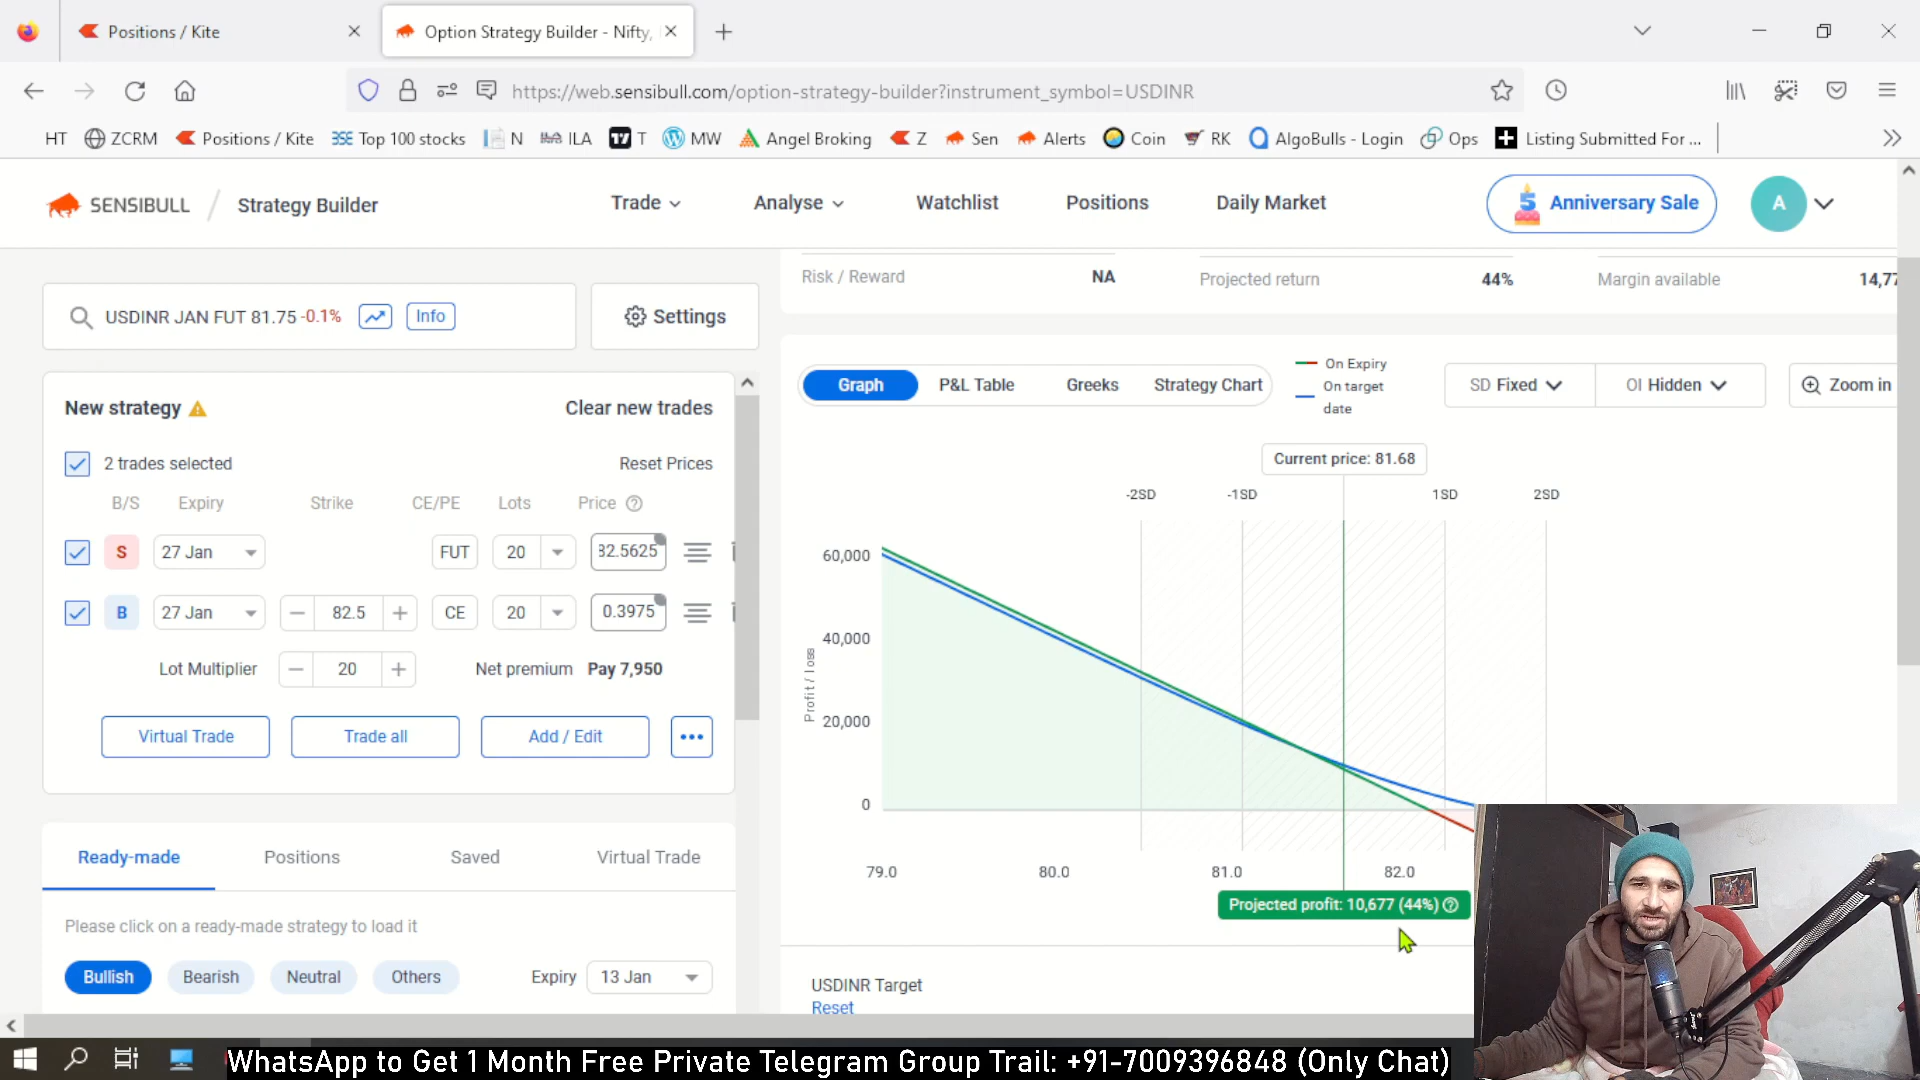 Positions / Kite
Option Strategy Builder - Nifty,
https://web.sensibull.com/option-strategy-builder?instrument_symbol=USDINR
HT ZCRM Positions / Kite Top 100 stocks N ILA T MW Angel Broking Z Sen Alerts Coin RK AlgoBulls - Login Ops Listing Submitted For ...
SENSIBULL / Strategy Builder Trade Analyse Watchlist Positions Daily Market 5 Anniversary Sale A
Risk / Reward NA Projected return 44% Margin available 14,77
USDINR JAN FUT 81.75 -0.1% Info Settings
Graph P&L Table Greeks Strategy Chart
On Expiry
On target
date
SD Fixed OI Hidden Zoom in
New strategy Clear new trades
2 trades selected Reset Prices
B/S Expiry Strike CE/PE Lots Price
S 27 Jan FUT 20 82.5625
B 27 Jan 82.5 CE 20 0.3975
Lot Multiplier 20 Net premium Pay 7,950
Virtual Trade Trade all Add / Edit
Current price: 81.68
-2SD -1SD 1SD 2SD
60,000
40,000
20,000
0
Profit / loss
79.0 80.0 81.0 82.0
Projected profit: 10,677 (44%)
Ready-made Positions Saved Virtual Trade
Please click on a ready-made strategy to load it
Bullish Bearish Neutral Others Expiry 13 Jan
USDINR Target
Reset
WhatsApp to Get 1 Month Free Private Telegram Group Trail: +91-7009396848 (Only Chat)